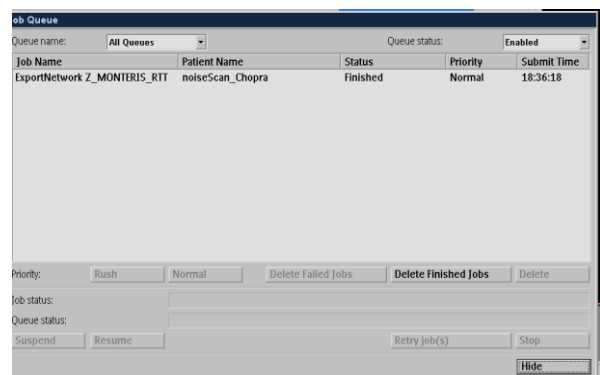 ob Queue
Queue name: All Queues Queue status: Enabled
Job Name Patient Name Status Priority Submit Time
ExportNetwork Z_MONTERIS_RTT noiseScan_Chopra Finished Normal 18:36:18
Priority: Rush Normal Delete Failed Jobs Delete Finished Jobs Delete
Job status:
Queue status:
Suspend Resume Retry job(s) Stop
Hide